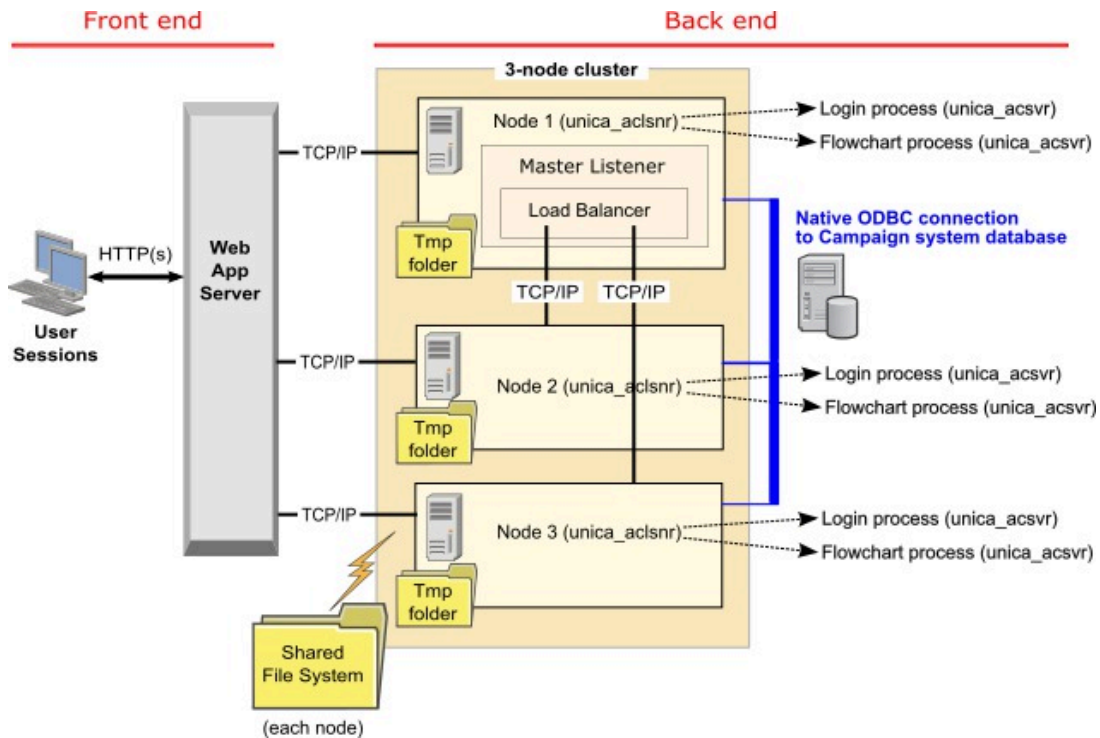 Front end
Back end
3-node cluster
Node 1 (unica_aclsnr)
Login process (unica_acsvr)
Flowchart process (unica_acsvr)
TCP/IP
Master Listener
Load Balancer
Tmp
folder
Native ODBC connection
to Campaign system database
HTTP(s)
Web
App
Server
User
Sessions
TCP/IP
TCP/IP
TCP/IP
Node 2 (unica_aclsnr)
Login process (unica_acsvr)
Flowchart process (unica_acsvr)
Tmp
folder
TCP/IP
Node 3 (unica_aclsnr)
Login process (unica_acsvr)
Flowchart process (unica_acsvr)
Tmp
folder
Shared
File System
(each node)